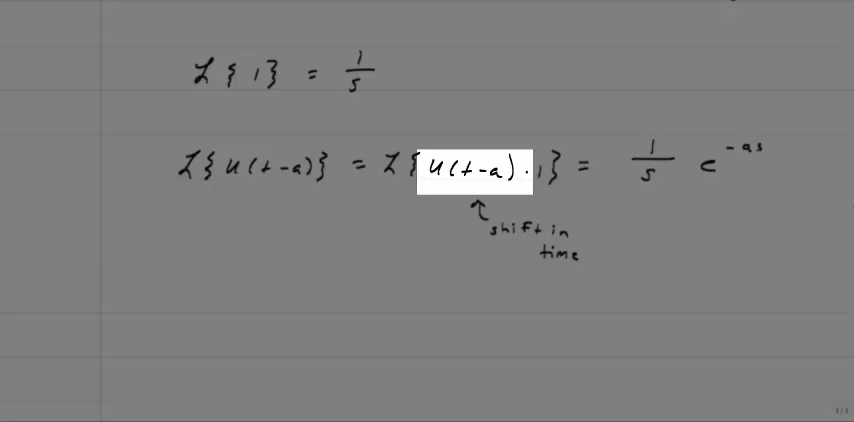 ℒ{1} = 1/s
ℒ{u(t-a)} = ℒ{u(t-a)·1} = 1/s e^-as
↑
shift in
time